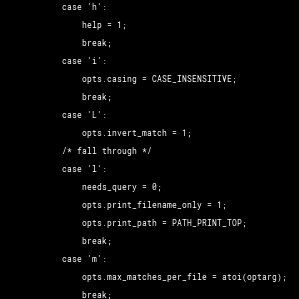 case 'h':
help = 1;
break;
case 'i':
opts.casing = CASE_INSENSITIVE;
break;
case 'L':
opts.invert_match = 1;
/* fall through */
case 'l':
needs_query = 0;
opts.print_filename_only = 1;
opts.print_path = PATH_PRINT_TOP;
break;
case 'm':
opts.max_matches_per_file = atoi(optarg);
break;